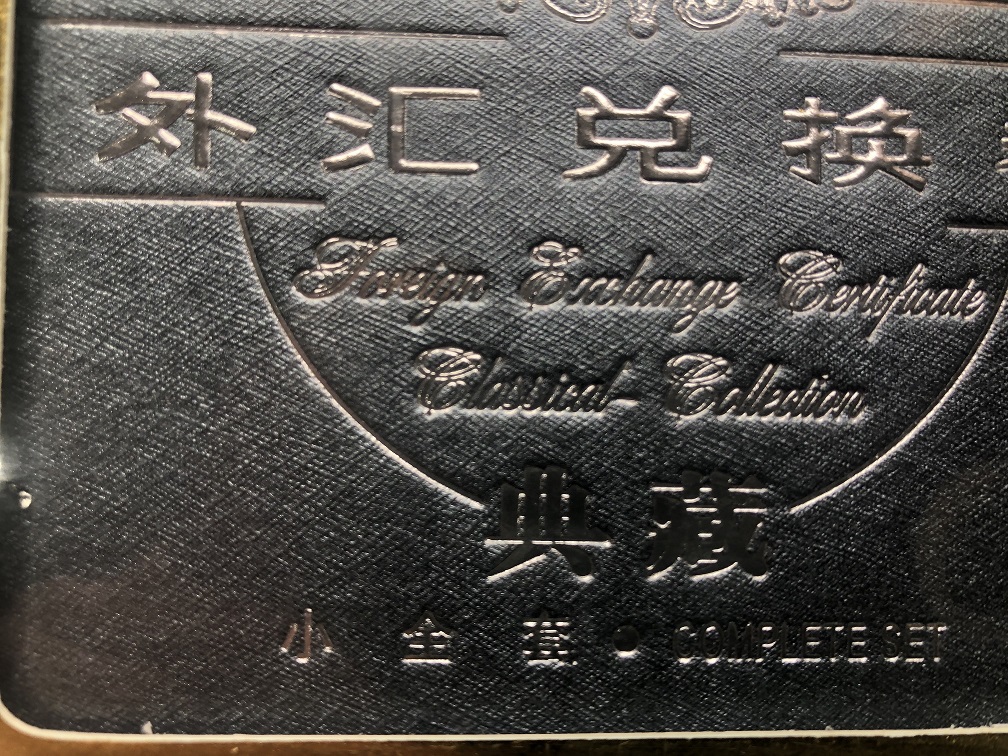 外汇兑换
Foreign Exchange Certificate
Classical Collection
典藏
小全套·COMPLETE SET